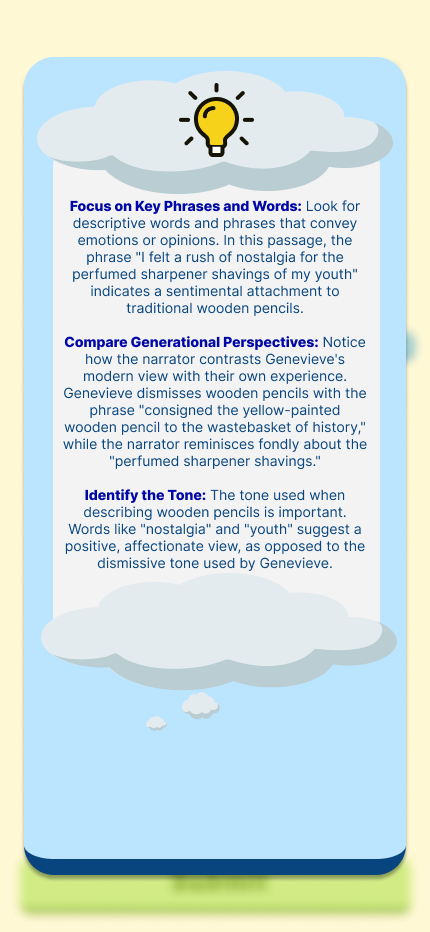 Focus on Key Phrases and Words: Look for
descriptive words and phrases that convey
emotions or opinions. In this passage, the
phrase "I felt a rush of nostalgia for the
perfumed sharpener shavings of my youth"
indicates a sentimental attachment to
traditional wooden pencils.
Compare Generational Perspectives: Notice
how the narrator contrasts Genevieve's
modern view with their own experience.
Genevieve dismisses wooden pencils with the
phrase "consigned the yellow-painted
wooden pencil to the wastebasket of history,"
while the narrator reminisces fondly about the
"perfumed sharpener shavings."
Identify the Tone: The tone used when
describing wooden pencils is important.
Words like "nostalgia" and "youth" suggest a
positive, affectionate view, as opposed to the
dismissive tone used by Genevieve.